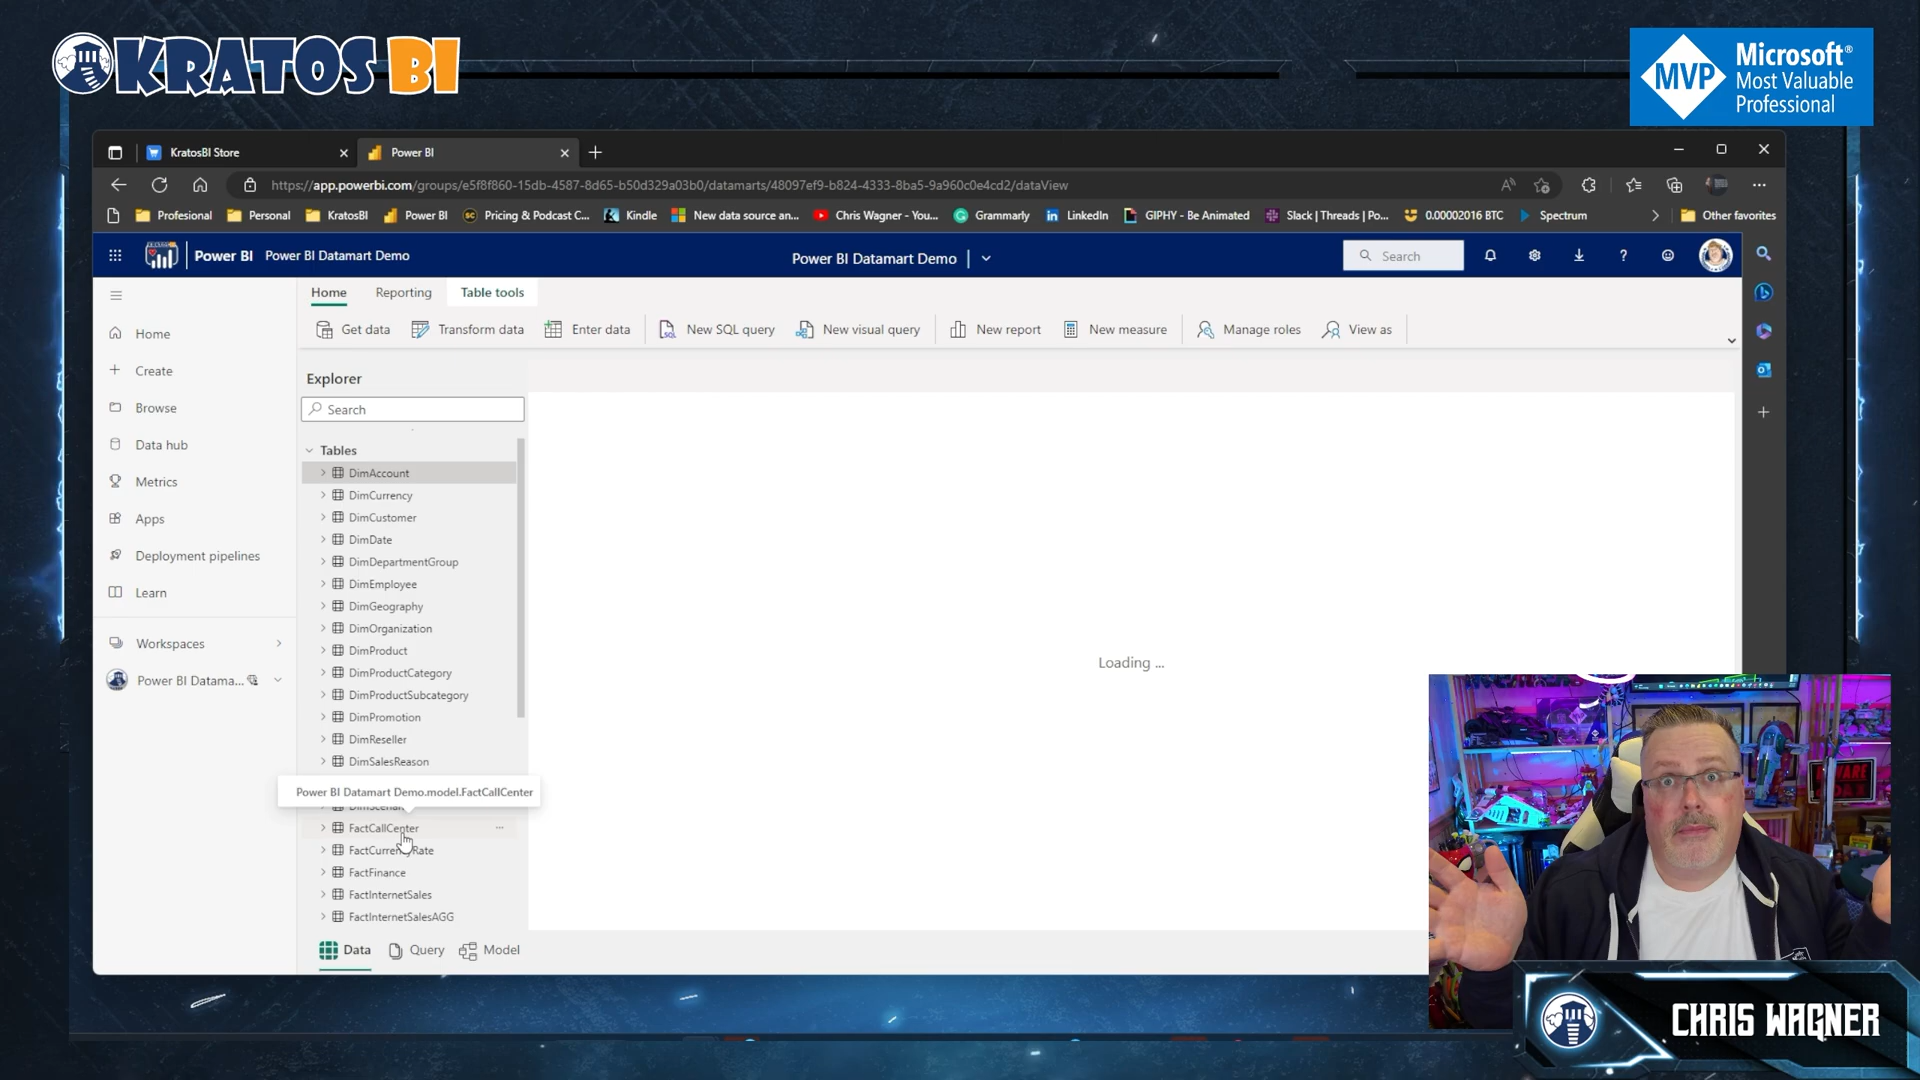 KRATOS BI
MVP
Microsoft®
Most Valuable
Professional
KratosBI Store
Power BI
https://app.powerbi.com/groups/e5f8f860-15db-4587-8d65-b50d329a03b0/datamarts/48097ef9-b824-4333-8ba5-9a960c0e4cd2/dataView
Profesional
Personal
KratosBI
Power BI
Pricing & Podcast C...
Kindle
New data source an...
Chris Wagner - You...
Grammarly
LinkedIn
GIPHY - Be Animated
Slack | Threads | Po...
0.00002016 BTC
Spectrum
Other favorites
Power BI Power BI Datamart Demo
Power BI Datamart Demo
Search
Home
Reporting
Table tools
Get data
Transform data
Enter data
New SQL query
New visual query
New report
New measure
Manage roles
View as
Home
Create
Browse
Data hub
Metrics
Apps
Deployment pipelines
Learn
Workspaces
Power BI Datama...
Explorer
Search
Tables
DimAccount
DimCurrency
DimCustomer
DimDate
DimDepartmentGroup
DimEmployee
DimGeography
DimOrganization
DimProduct
DimProductCategory
DimProductSubcategory
DimPromotion
DimReseller
DimSalesReason
Power BI Datamart Demo.model.FactCallCenter
FactCallCenter
FactCurrencyRate
FactFinance
FactInternetSales
FactInternetSalesAGG
Data
Query
Model
Loading ...
CHRIS WAGNER